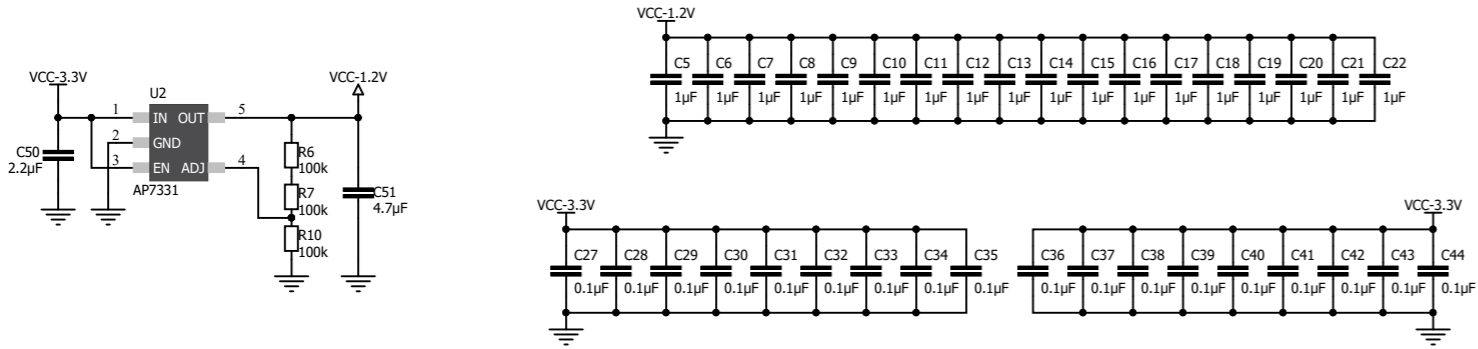 VCC-3.3V
VCC-1.2V
U2
1 IN OUT 5
2 GND
3 EN ADJ 4
AP7331
C50
2.2µF
R6
100k
R7
100k
R10
100k
C51
4.7µF
VCC-1.2V
C5 C6 C7 C8 C9 C10 C11 C12 C13 C14 C15 C16 C17 C18 C19 C20 C21 C22
1µF 1µF 1µF 1µF 1µF 1µF 1µF 1µF 1µF 1µF 1µF 1µF 1µF 1µF 1µF 1µF 1µF 1µF
VCC-3.3V
C27 C28 C29 C30 C31 C32 C33 C34 C35
0.1µF 0.1µF 0.1µF 0.1µF 0.1µF 0.1µF 0.1µF 0.1µF 0.1µF
VCC-3.3V
C36 C37 C38 C39 C40 C41 C42 C43 C44
0.1µF 0.1µF 0.1µF 0.1µF 0.1µF 0.1µF 0.1µF 0.1µF 0.1µF